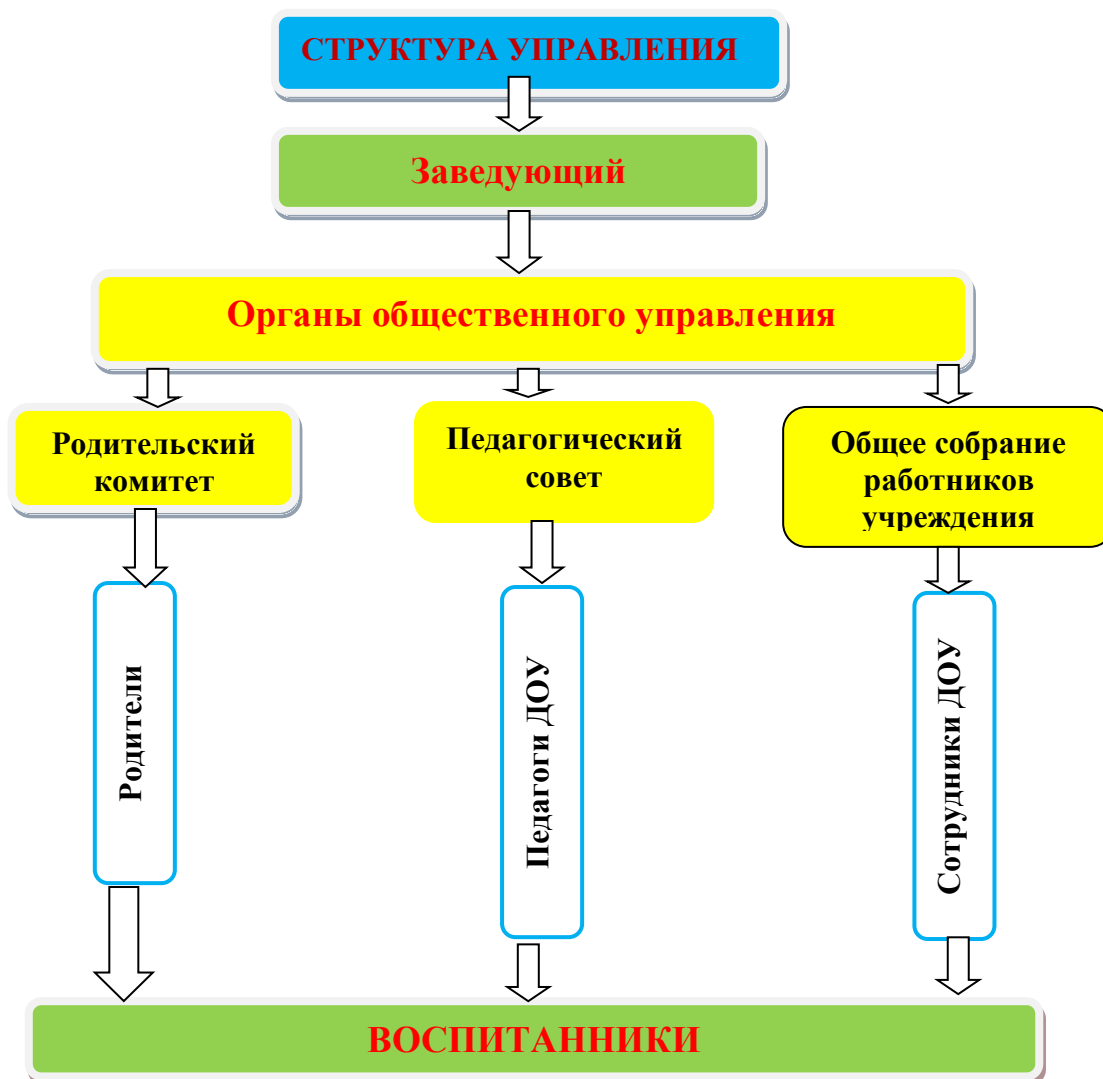 СТРУКТУРА УПРАВЛЕНИЯ
Заведующий
Органы общественного управления
Родительский
комитет
Педагогический
совет
Общее собрание
работников
учреждения
Родители
Педагоги ДОУ
Сотрудники ДОУ
ВОСПИТАННИКИ